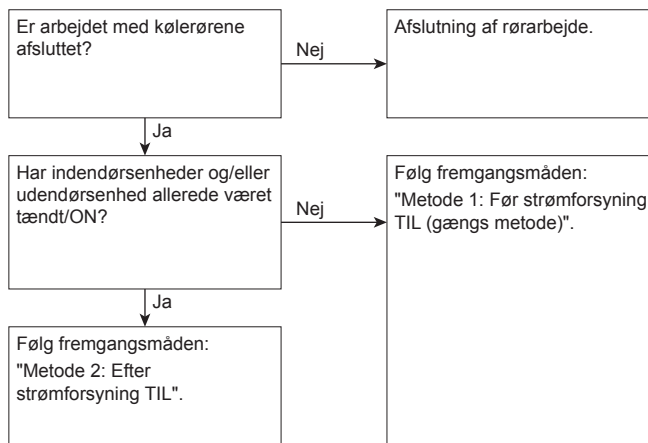 Er arbejdet med kølerørene
afsluttet?
Nej
Afslutning af rørarbejde.
Ja
Har indendørsenheder og/eller
udendørsenhed allerede været
tændt/ON?
Nej
Følg fremgangsmåden:
"Metode 1: Før strømforsyning
TIL (gængs metode)".
Ja
Følg fremgangsmåden:
"Metode 2: Efter
strømforsyning TIL".